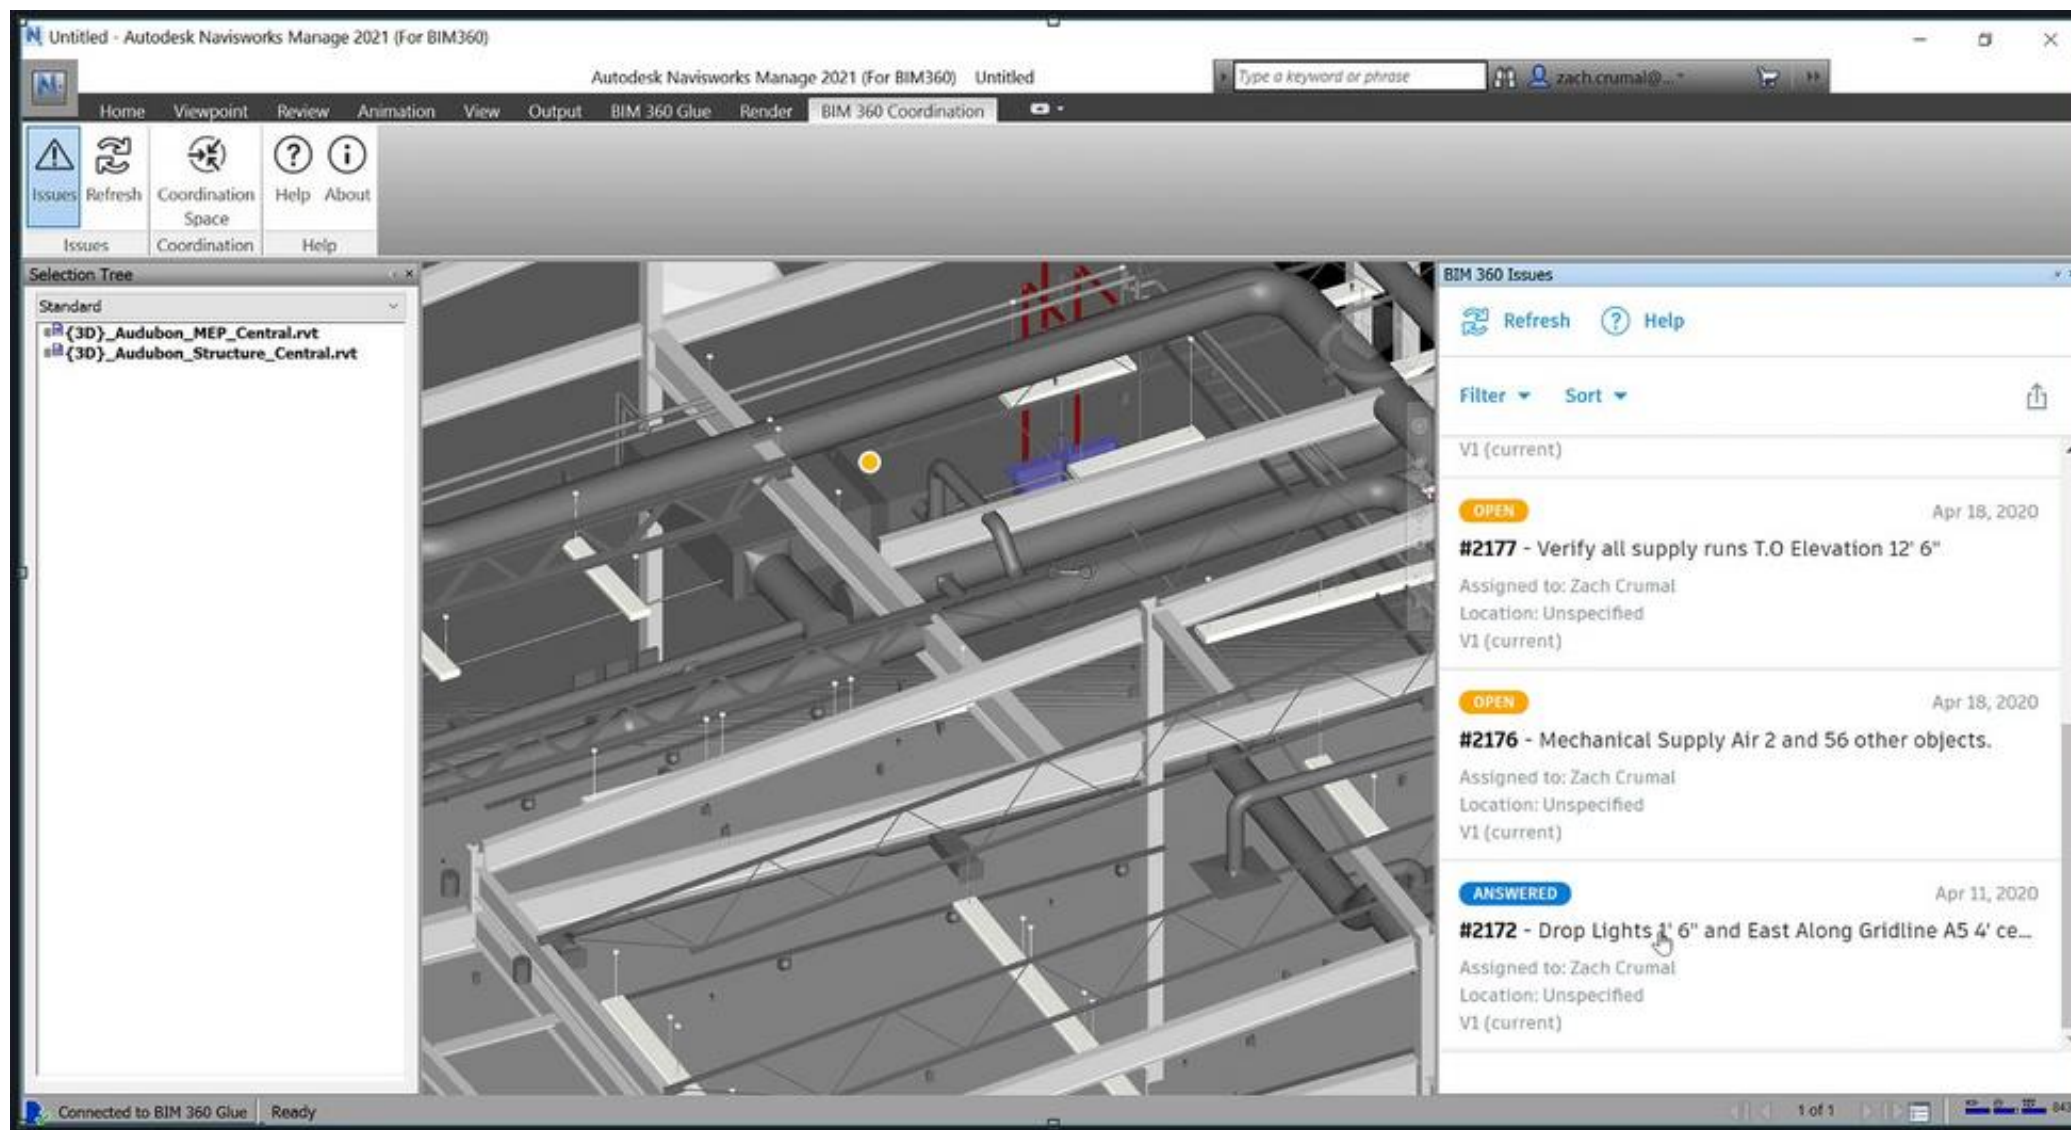 Untitled - Autodesk Navisworks Manage 2021 (For BIM360)
Autodesk Navisworks Manage 2021 (For BIM360) Untitled
Type a keyword or phrase
zach.crumal@...
Home Viewpoint Review Animation View Output BIM 360 Glue Render BIM 360 Coordination
Issues Refresh Coordination Space Help About
Issues Coordination Help
Selection Tree
Standard
{3D}_Audubon_MEP_Central.rvt
{3D}_Audubon_Structure_Central.rvt
BIM 360 Issues
Refresh Help
Filter Sort
V1 (current)
OPEN Apr 18, 2020
#2177 - Verify all supply runs T.O Elevation 12' 6"
Assigned to: Zach Crumal
Location: Unspecified
V1 (current)
OPEN Apr 18, 2020
#2176 - Mechanical Supply Air 2 and 56 other objects.
Assigned to: Zach Crumal
Location: Unspecified
V1 (current)
ANSWERED Apr 11, 2020
#2172 - Drop Lights 1' 6" and East Along Gridline A5 4' ce...
Assigned to: Zach Crumal
Location: Unspecified
V1 (current)
Connected to BIM 360 Glue Ready
1 of 1